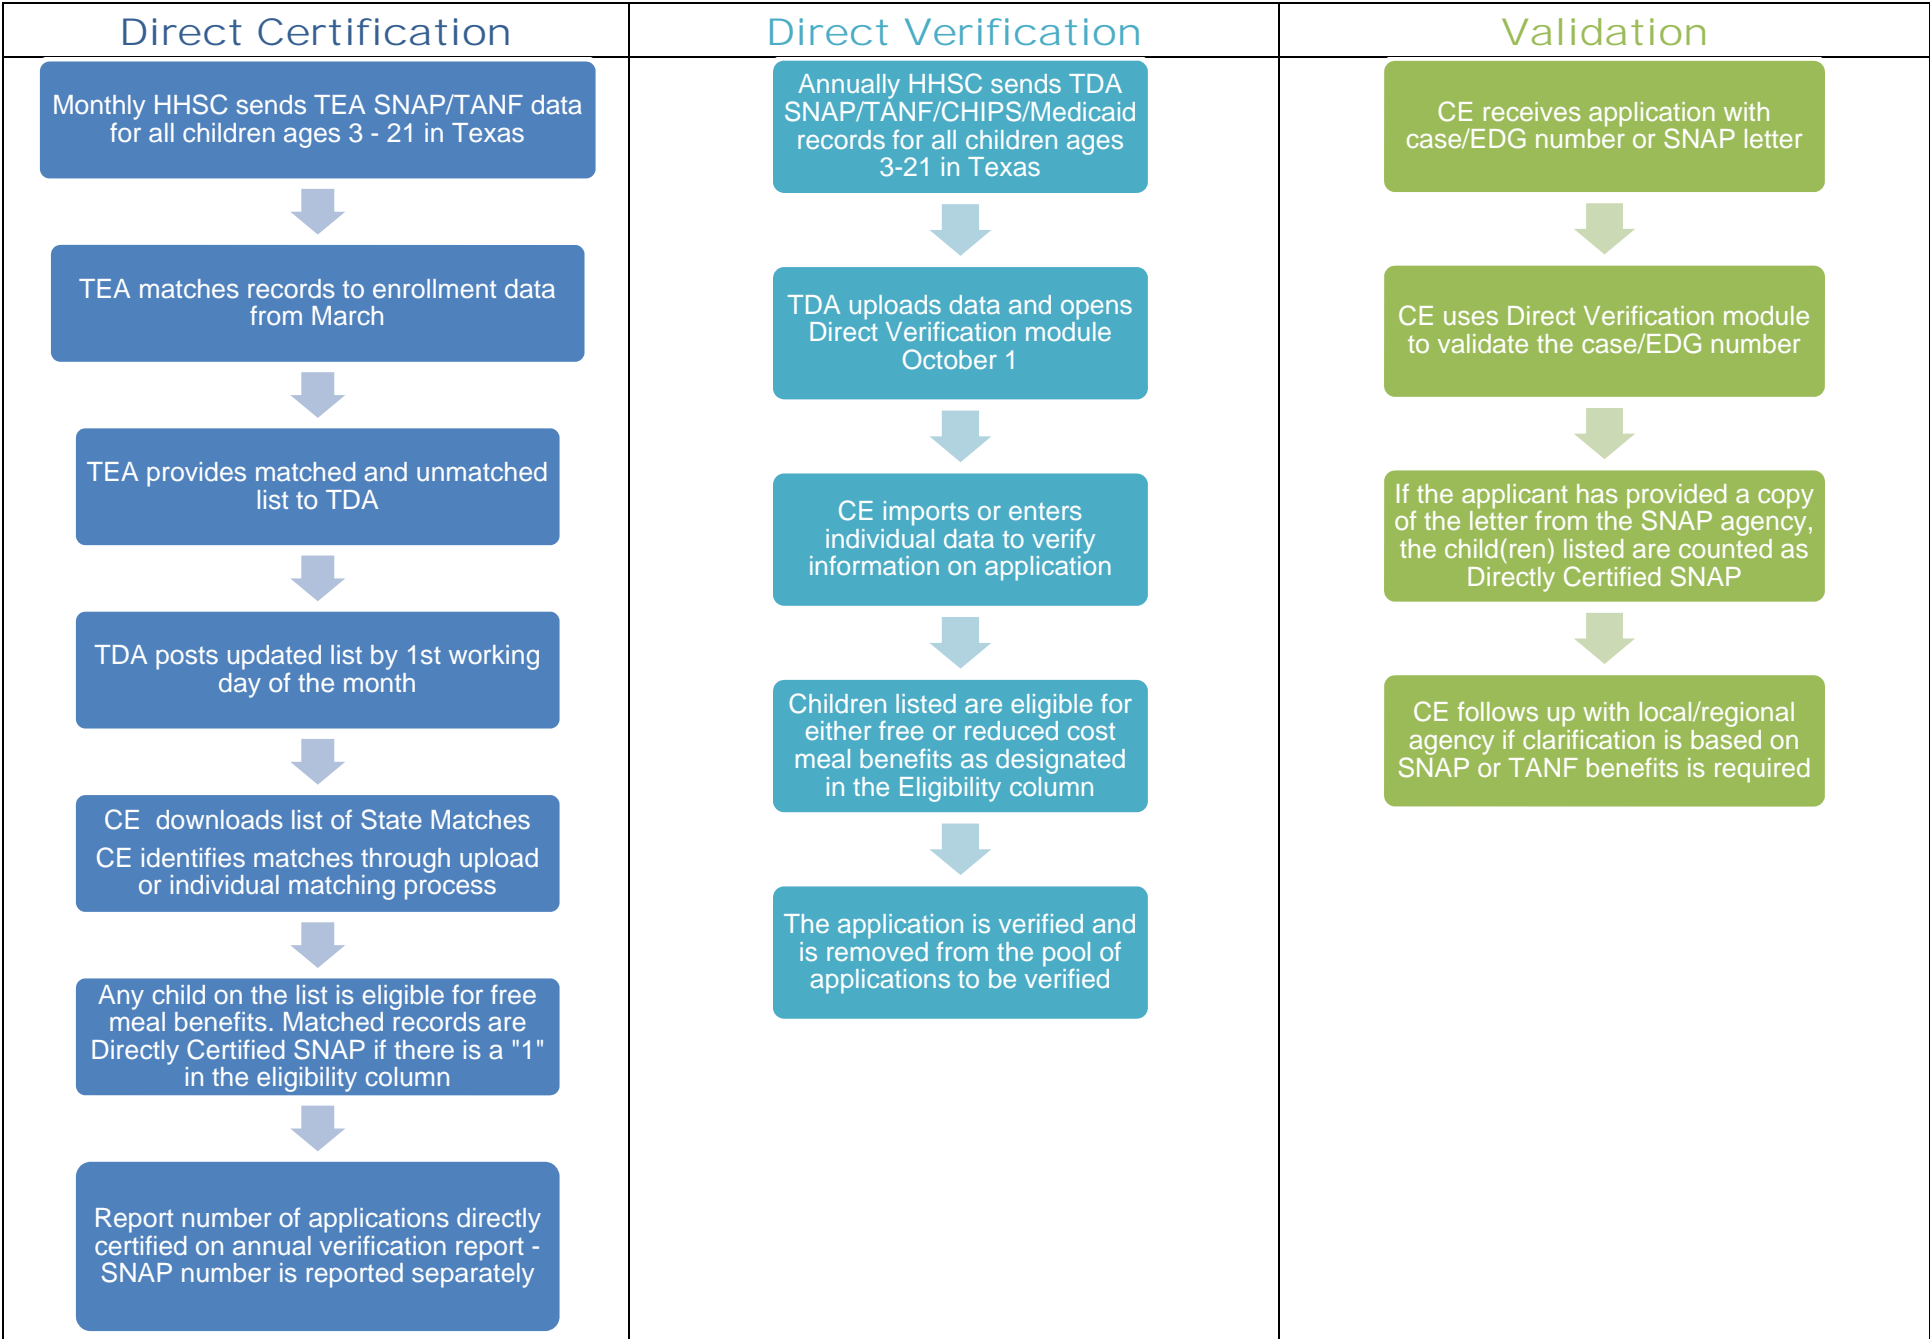 Direct Certification
Monthly HHSC sends TEA SNAP/TANF data
for all children ages 3 - 21 in Texas
TEA matches records to enrollment data
from March
TEA provides matched and unmatched
list to TDA
TDA posts updated list by 1st working
day of the month
CE downloads list of State Matches
CE identifies matches through upload
or individual matching process
Any child on the list is eligible for free
meal benefits. Matched records are
Directly Certified SNAP if there is a "1"
in the eligibility column
Report number of applications directly
certified on annual verification report -
SNAP number is reported separately
Direct Verification
Annually HHSC sends TDA
SNAP/TANF/CHIPS/Medicaid
records for all children ages
3-21 in Texas
TDA uploads data and opens
Direct Verification module
October 1
CE imports or enters
individual data to verify
information on application
Children listed are eligible for
either free or reduced cost
meal benefits as designated
in the Eligibility column
The application is verified and
is removed from the pool of
applications to be verified
Validation
CE receives application with
case/EDG number or SNAP letter
CE uses Direct Verification module
to validate the case/EDG number
If the applicant has provided a copy
of the letter from the SNAP agency,
the child(ren) listed are counted as
Directly Certified SNAP
CE follows up with local/regional
agency if clarification is based on
SNAP or TANF benefits is required